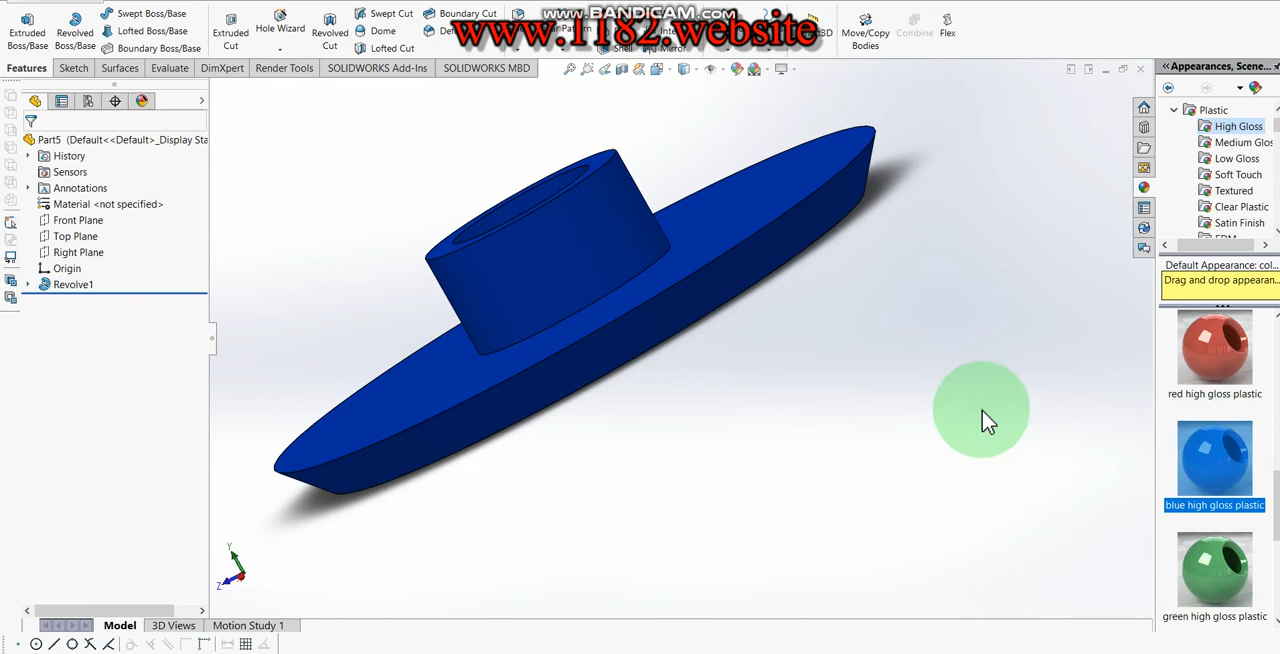 www.BANDICAM.com
www.1182.website
Extruded Boss/Base
Revolved Boss/Base
Swept Boss/Base
Lofted Boss/Base
Boundary Boss/Base
Extruded Cut
Hole Wizard
Revolved Cut
Swept Cut
Dome
Lofted Cut
Boundary Cut
Shell
Mirror
Move/Copy Bodies
Combine
Flex
Features
Sketch
Surfaces
Evaluate
DimXpert
Render Tools
SOLIDWORKS Add-Ins
SOLIDWORKS MBD
Part5 (Default<<Default>_Display Sta
History
Sensors
Annotations
Material <not specified>
Front Plane
Top Plane
Right Plane
Origin
Revolve1
Y
Z
Model
3D Views
Motion Study 1
Appearances, Scene...
Plastic
High Gloss
Medium Glos
Low Gloss
Soft Touch
Textured
Clear Plastic
Satin Finish
Default Appearance: col...
Drag and drop appearan...
red high gloss plastic
blue high gloss plastic
green high gloss plastic